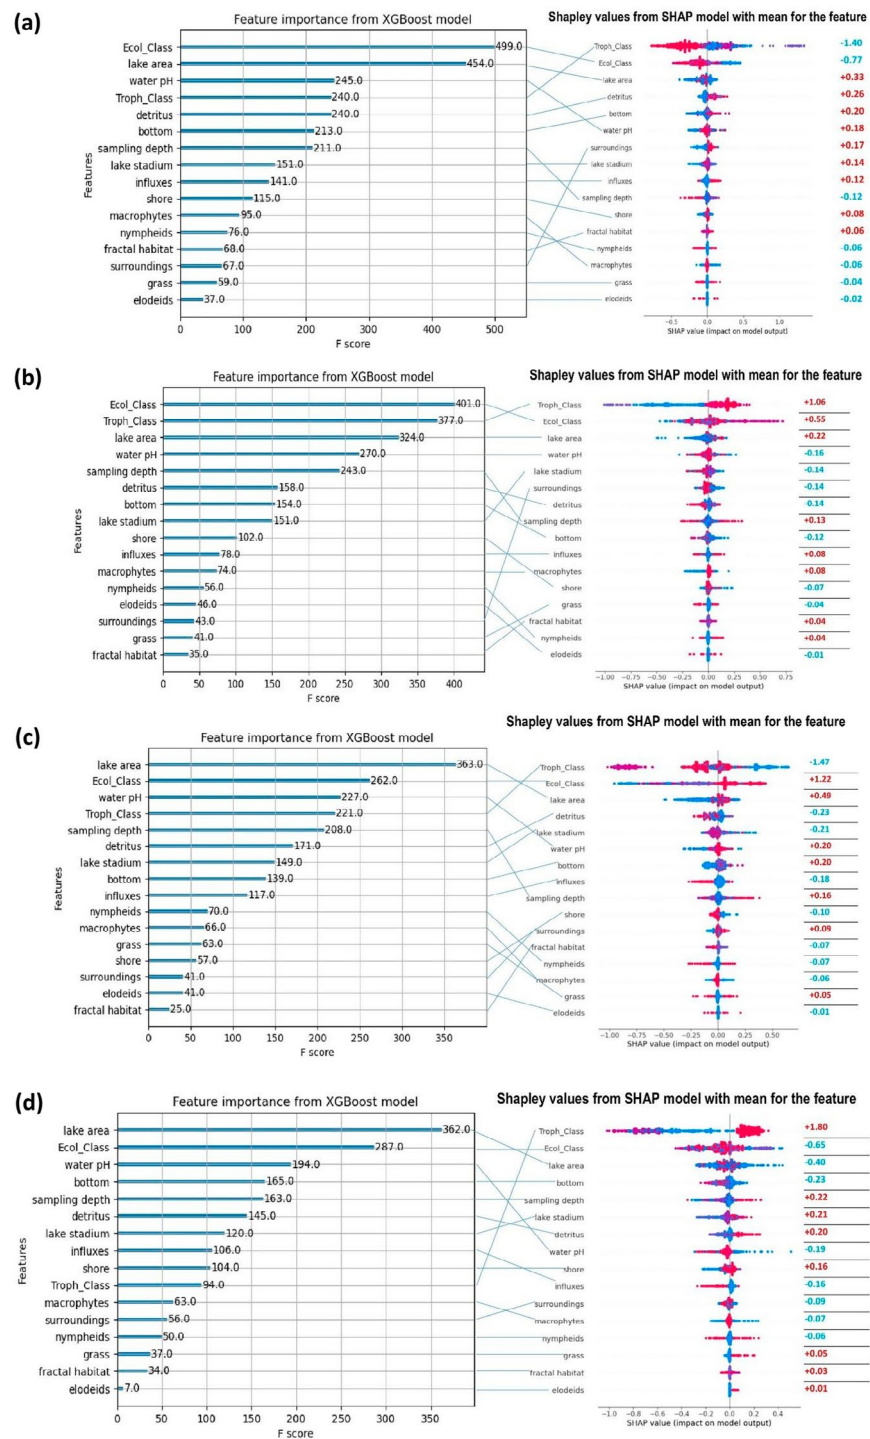 (a)
Feature importance from XGBoost model
Shapley values from SHAP model with mean for the feature
Ecol_Class 499.0 Troph_Class -1.40
lake area 454.0 Ecol_Class -0.77
water pH 245.0 lake area +0.33
Troph_Class 240.0 detritus +0.26
detritus 240.0 bottom +0.20
bottom 213.0 water pH +0.18
sampling depth 211.0 surroundings +0.17
lake stadium 151.0 lake stadium +0.14
influxes 141.0 influxes +0.12
shore 115.0 sampling depth -0.12
macrophytes 95.0 shore +0.08
nympheids 76.0 fractal habitat +0.06
fractal habitat 68.0 nympheids -0.06
surroundings 67.0 macrophytes -0.06
grass 59.0 grass -0.04
elodeids 37.0 elodeids -0.02
Features
0 100 200 300 400 500
F score
-0.5 0.0 0.5 1.0
SHAP value (impact on model output)
(b)
Feature importance from XGBoost model
Shapley values from SHAP model with mean for the feature
Ecol_Class 401.0 Troph_Class +1.06
Troph_Class 377.0 Ecol_Class +0.55
lake area 324.0 lake area +0.22
water pH 270.0 water pH -0.16
sampling depth 243.0 lake stadium -0.14
detritus 158.0 surroundings -0.14
bottom 154.0 detritus -0.14
lake stadium 151.0 sampling depth +0.13
shore 102.0 bottom -0.12
influxes 78.0 influxes +0.08
macrophytes 74.0 macrophytes +0.08
nympheids 56.0 shore -0.07
elodeids 46.0 grass -0.04
surroundings 43.0 fractal habitat +0.04
grass 41.0 nympheids +0.04
fractal habitat 35.0 elodeids -0.01
Features
0 50 100 150 200 250 300 350 400
F score
-1.00 -0.75 -0.50 -0.25 0.00 0.25 0.50 0.75
SHAP value (impact on model output)
(c)
Feature importance from XGBoost model
Shapley values from SHAP model with mean for the feature
lake area 363.0 Troph_Class -1.47
Ecol_Class 262.0 Ecol_Class +1.22
water pH 227.0 lake area +0.49
Troph_Class 221.0 detritus -0.23
sampling depth 208.0 lake stadium -0.21
detritus 171.0 water pH +0.20
lake stadium 149.0 bottom +0.20
bottom 139.0 influxes -0.18
influxes 117.0 sampling depth +0.16
nympheids 70.0 shore -0.10
macrophytes 66.0 surroundings +0.09
grass 63.0 fractal habitat -0.07
shore 57.0 nympheids -0.07
surroundings 41.0 macrophytes -0.06
elodeids 41.0 grass +0.05
fractal habitat 25.0 elodeids -0.01
Features
0 50 100 150 200 250 300 350
F score
-1.00 -0.75 -0.50 -0.25 0.00 0.25 0.50
SHAP value (impact on model output)
(d)
Feature importance from XGBoost model
Shapley values from SHAP model with mean for the feature
lake area 362.0 Troph_Class +1.80
Ecol_Class 287.0 Ecol_Class -0.65
water pH 194.0 lake area -0.40
bottom 165.0 bottom -0.23
sampling depth 163.0 sampling depth +0.22
detritus 145.0 lake stadium +0.21
lake stadium 120.0 detritus +0.20
influxes 106.0 water pH -0.19
shore 104.0 shore +0.16
Troph_Class 94.0 influxes -0.16
macrophytes 63.0 surroundings -0.09
surroundings 56.0 macrophytes -0.07
nympheids 50.0 nympheids -0.06
grass 37.0 grass +0.05
fractal habitat 34.0 fractal habitat +0.03
elodeids 7.0 elodeids +0.01
Features
0 50 100 150 200 250 300 350
F score
-1.0 -0.8 -0.6 -0.4 -0.2 0.0 0.2 0.4
SHAP value (impact on model output)